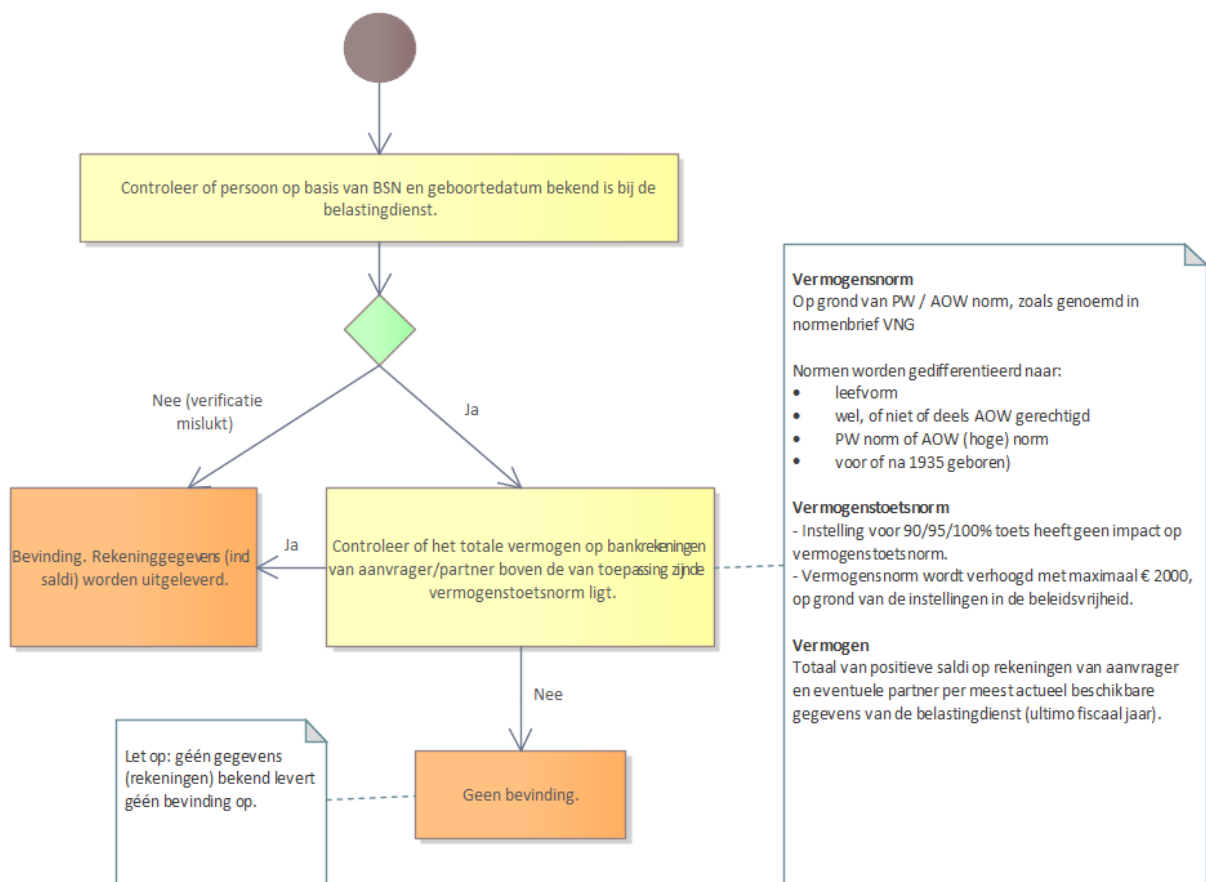 Controleer of persoon op basis van BSN en geboortedatum bekend is bij de
belastingdienst.
Nee (verificatie
mislukt)
Ja
Bevinding. Rekeninggegevens (ind
saldi) worden uitgeleverd.
Ja
Controleer of het totale vermogen op bankrekeningen
van aanvrager/partner boven de van toepassing zijnde
vermogenstoetsnorm ligt.
Nee
Geen bevinding.
Let op: géén gegevens
(rekeningen) bekend levert
géén bevinding op.
Vermogensnorm
Op grond van PW / AOW norm, zoals genoemd in
normenbrief VNG
Normen worden gedifferentieerd naar:
• leefvorm
• wel, of niet of deels AOW gerechtigd
• PW norm of AOW (hoge) norm
• voor of na 1935 geboren)
Vermogenstoetsnorm
- Instelling voor 90/95/100% toets heeft geen impact op
vermogenstoetsnorm.
- Vermogensnorm wordt verhoogd met maximaal € 2000,
op grond van de instellingen in de beleidsvrijheid.
Vermogen
Totaal van positieve saldi op rekeningen van aanvrager
en eventuele partner per meest actueel beschikbare
gegevens van de belastingdienst (ultimo fiscaal jaar).